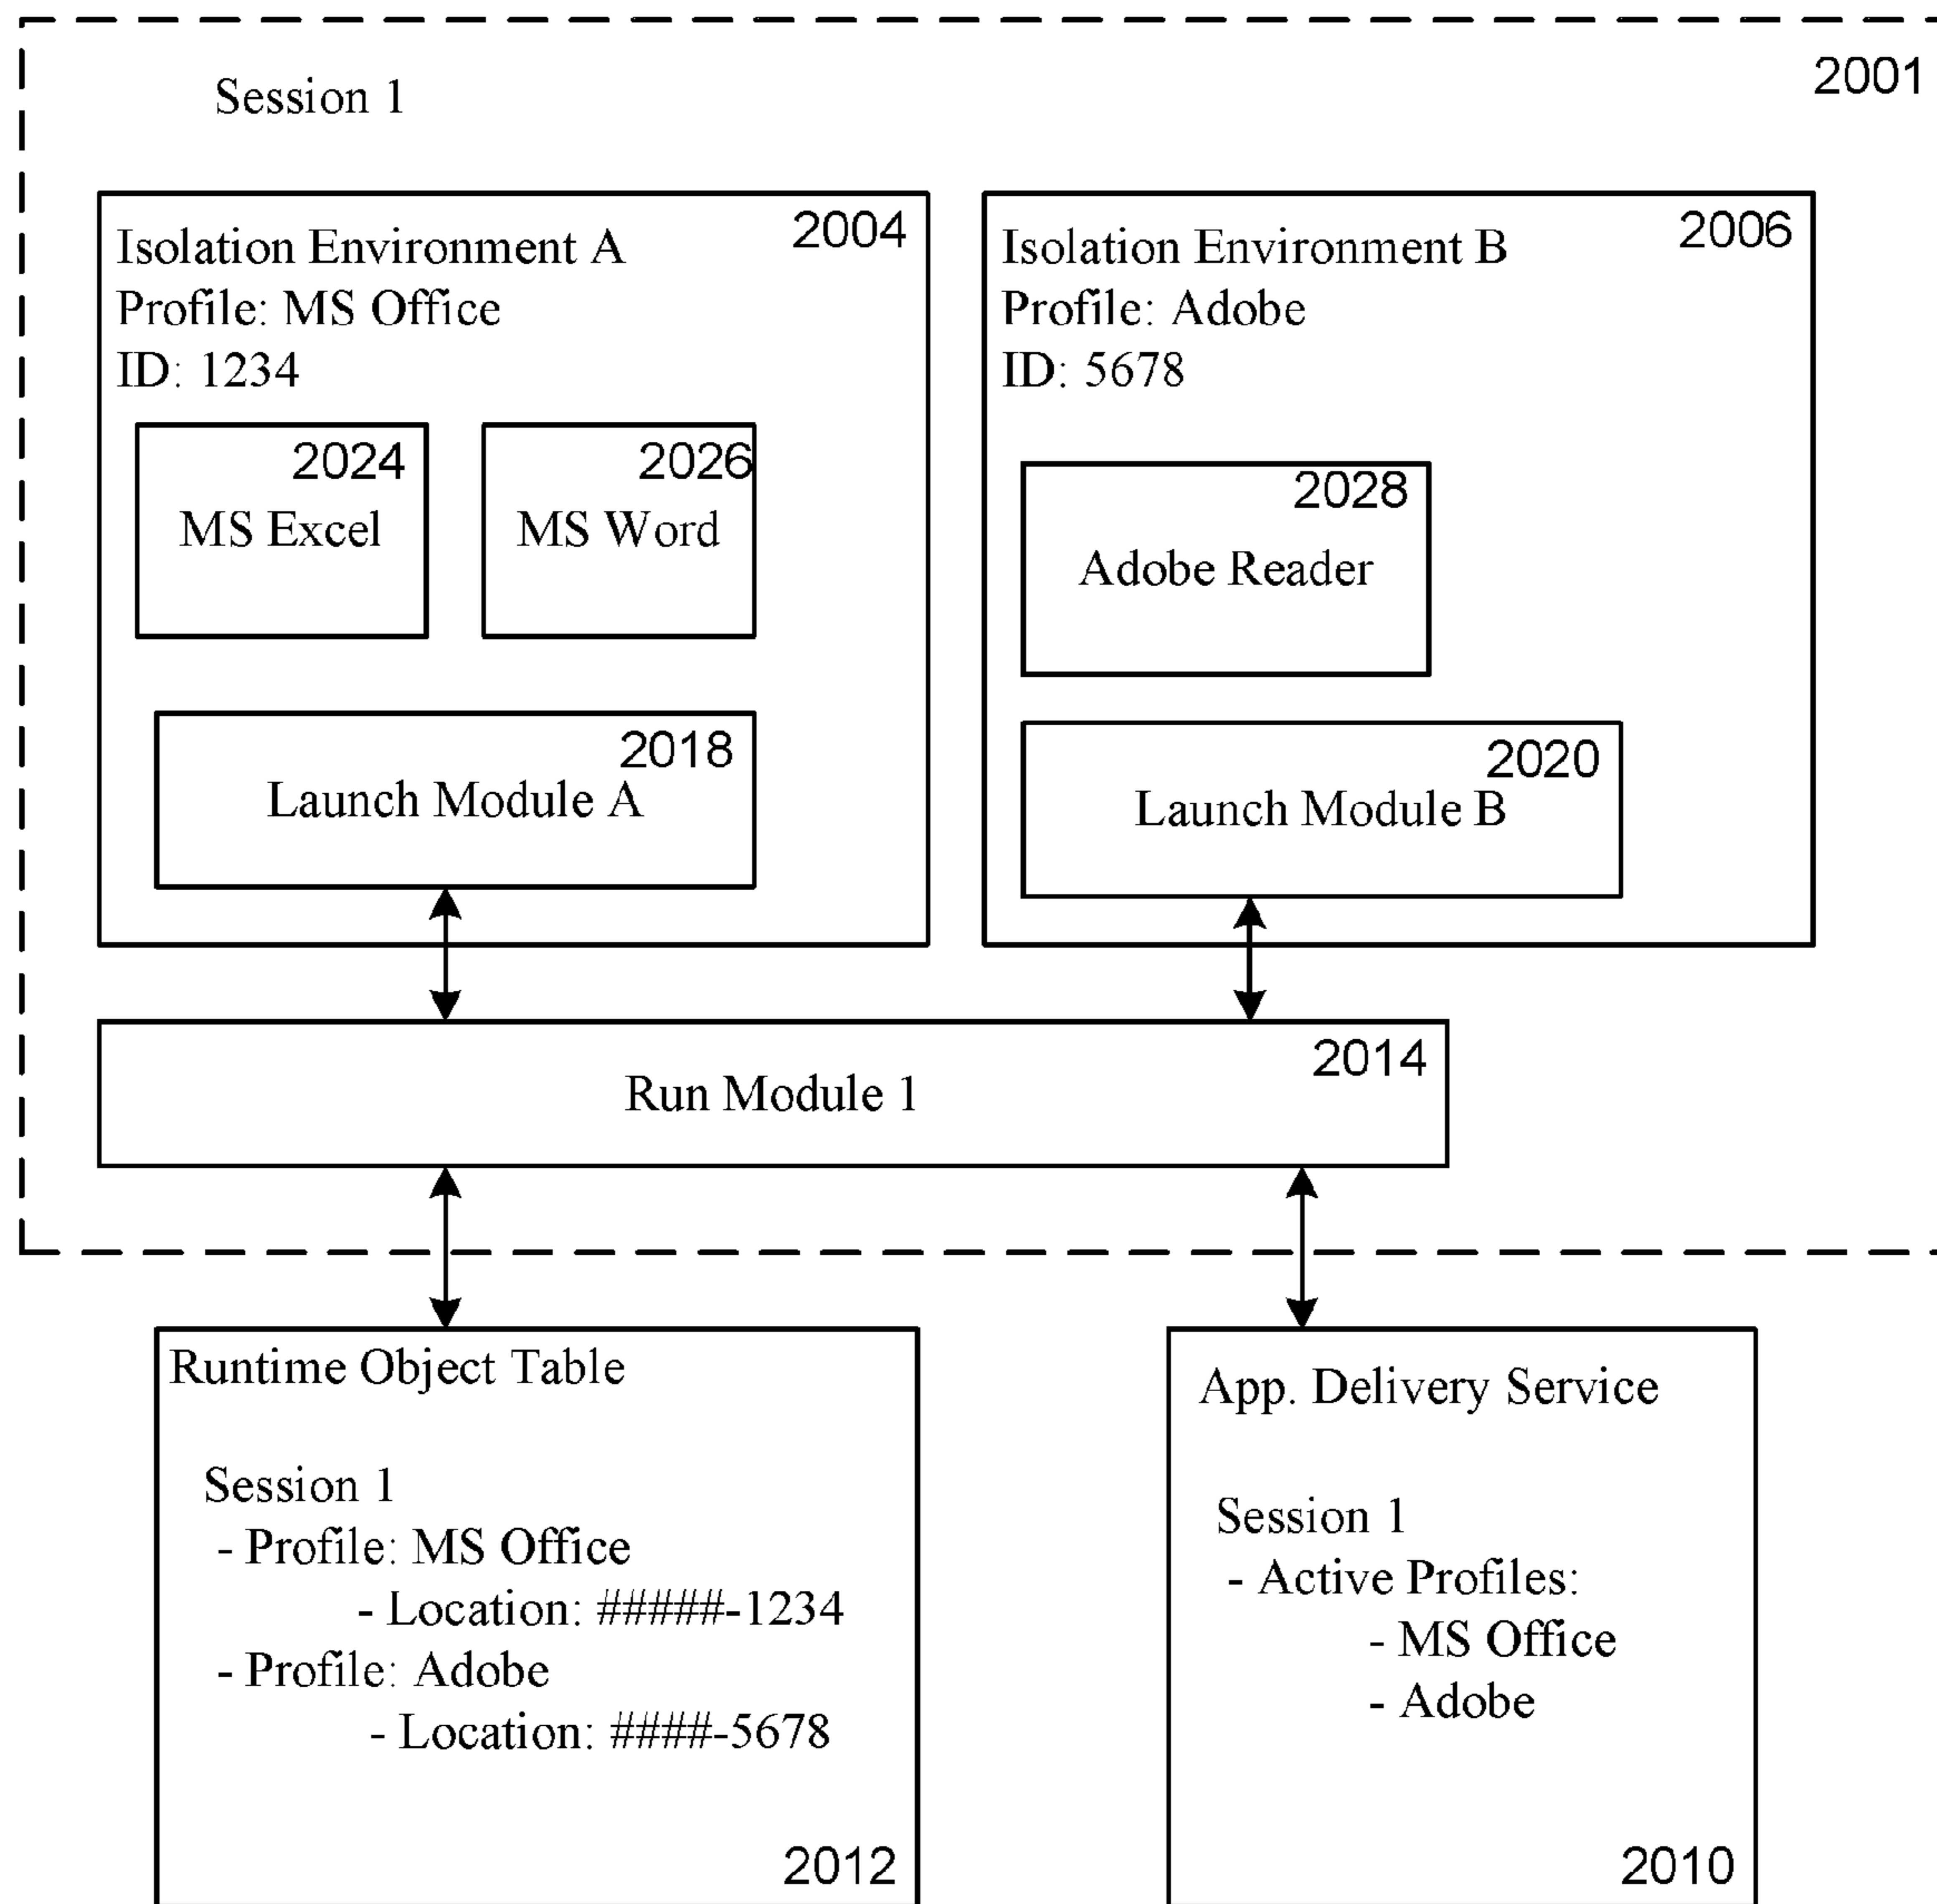 2001
Session 1
2004
Isolation Environment A
Profile: MS Office
ID: 1234
2024
MS Excel
2026
MS Word
2018
Launch Module A
2006
Isolation Environment B
Profile: Adobe
ID: 5678
2028
Adobe Reader
2020
Launch Module B
2014
Run Module 1
Runtime Object Table
Session 1
- Profile: MS Office
- Location: #####-1234
- Profile: Adobe
- Location: ####-5678
2012
App. Delivery Service
Session 1
- Active Profiles:
- MS Office
- Adobe
2010